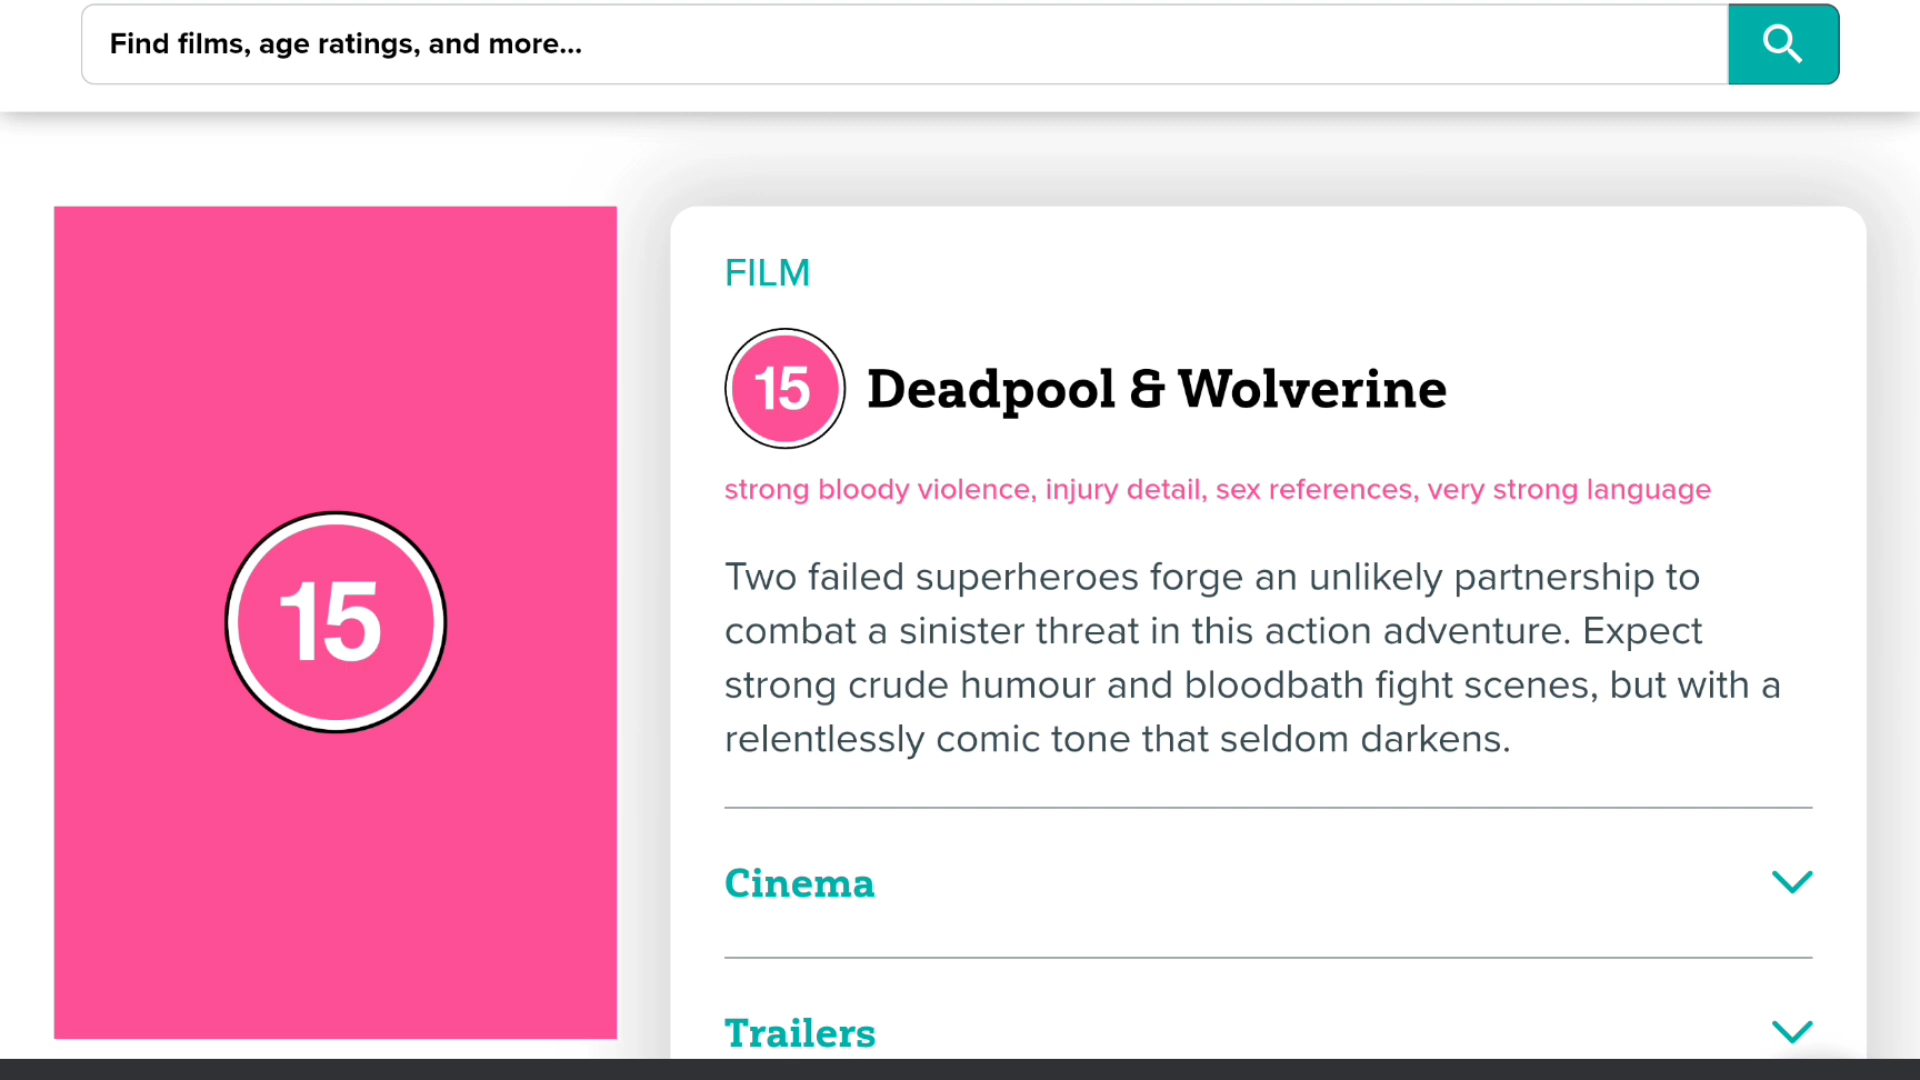 Find films, age ratings, and more...
15
FILM
15
Deadpool & Wolverine
strong bloody violence, injury detail, sex references, very strong language
Two failed superheroes forge an unlikely partnership to
combat a sinister threat in this action adventure. Expect
strong crude humour and bloodbath fight scenes, but with a
relentlessly comic tone that seldom darkens.
Cinema
Trailers